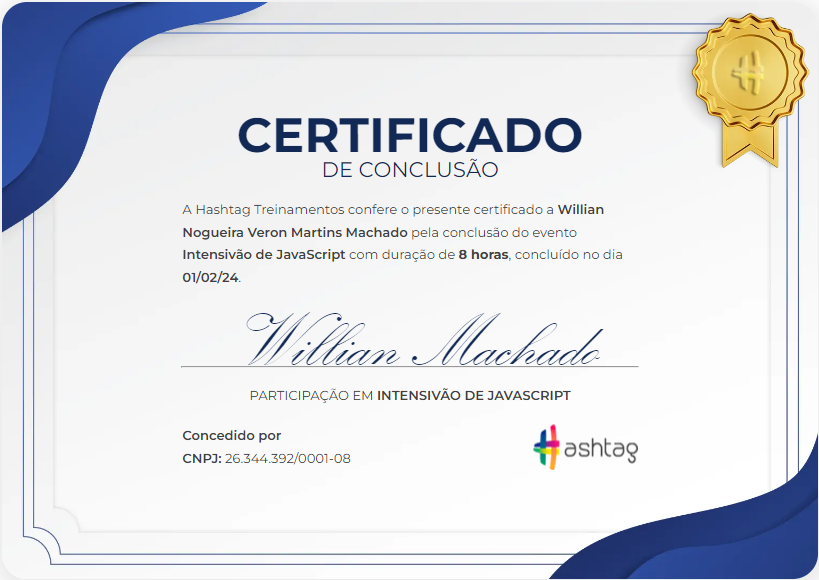 CERTIFICADO
DE CONCLUSÃO
A Hashtag Treinamentos confere o presente certificado a Willian
Nogueira Veron Martins Machado pela conclusão do evento
Intensivão de JavaScript com duração de 8 horas, concluído no dia
01/02/24.
Willian Machado
PARTICIPAÇÃO EM INTENSIVÃO DE JAVASCRIPT
Concedido por
CNPJ: 26.344.392/0001-08
#ashtag